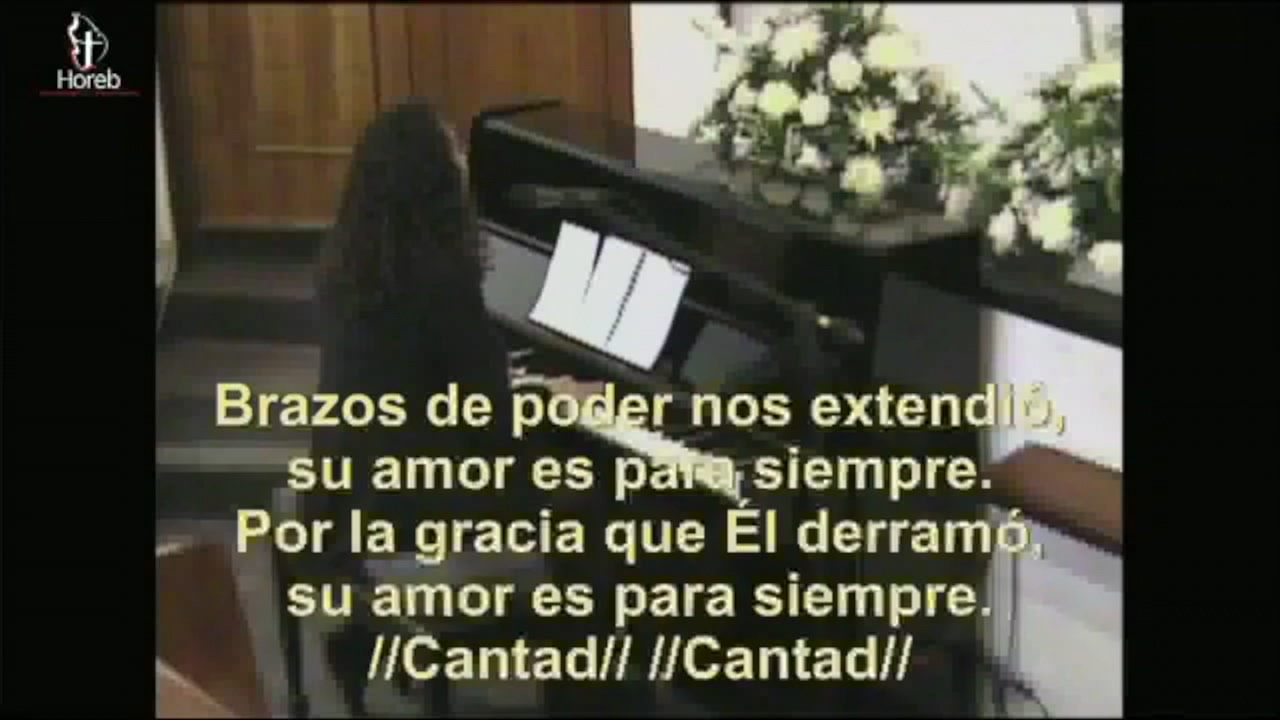 Horeb
Brazos de poder nos extendió,
su amor es para siempre.
Por la gracia que Él derramó,
su amor es para siempre.
//Cantad// //Cantad//